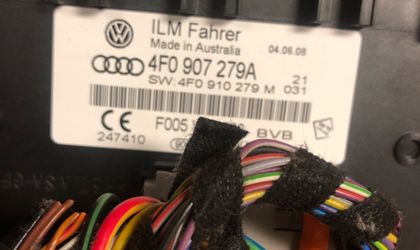 ILM Fahrer
Made in Australia 04.06.08
4F0 907 279A 21
SW: 4F0 910 279 M 031
CE F005 BVB
247410